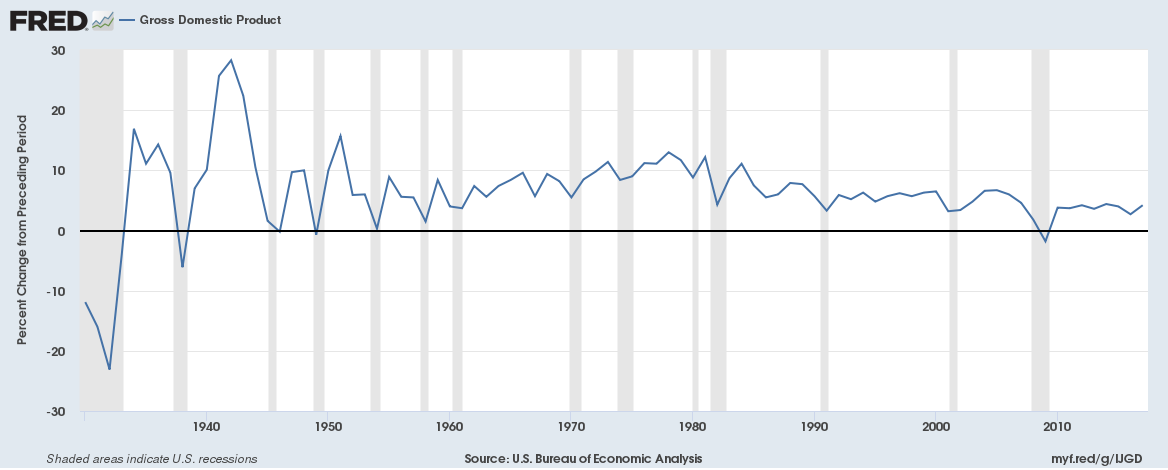 FRED
Gross Domestic Product
Percent Change from Preceding Period
30
20
10
0
-10
-20
-30
1940
1950
1960
1970
1980
1990
2000
2010
Shaded areas indicate U.S. recessions
Source: U.S. Bureau of Economic Analysis
myf.red/g/IJGD